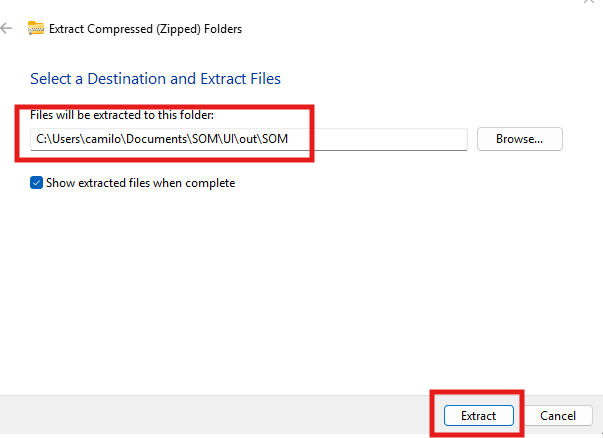 Extract Compressed (Zipped) Folders
Select a Destination and Extract Files
Files will be extracted to this folder:
C:\Users\camilo\Documents\SOM\UI\out\SOM
Browse...
Show extracted files when complete
Extract
Cancel